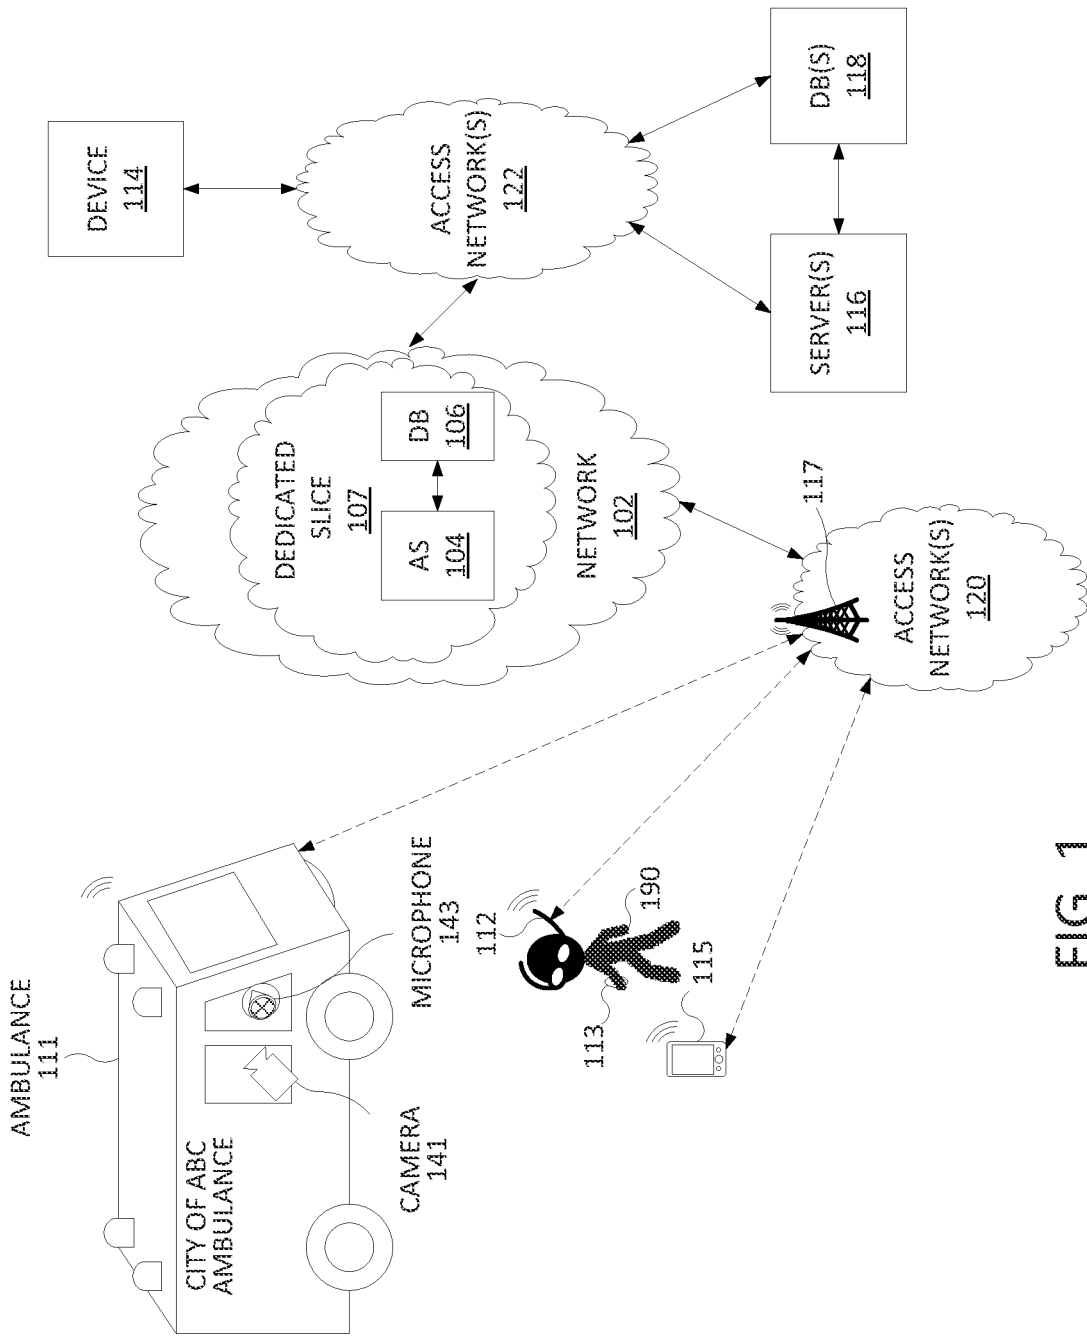 AMBULANCE
111
CITY OF ABC
AMBULANCE
CAMERA
141
MICROPHONE
143
112
113
190
115
DEDICATED
SLICE
107
AS
104
DB
106
NETWORK
102
117
ACCESS
NETWORK(S)
120
DEVICE
114
ACCESS
NETWORK(S)
122
SERVER(S)
116
DB(S)
118
FIG. 1